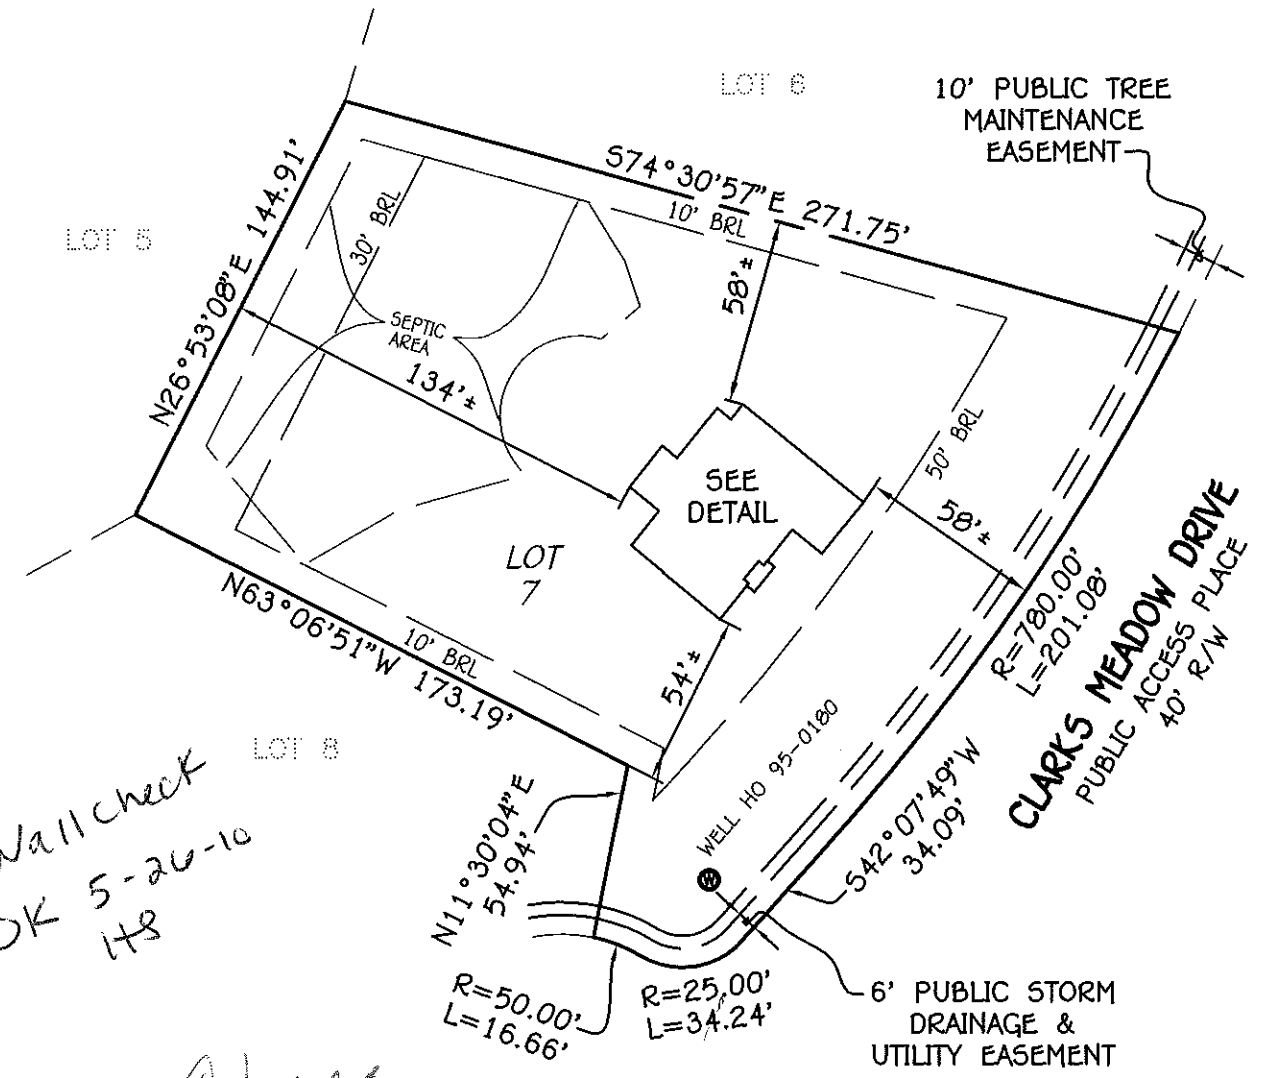 LOT 6
10' PUBLIC TREE
MAINTENANCE
EASEMENT
S74°30'57"E 271.75'
10' BRL
LOT 5
N26°53'08"E 144.91'
30' BRL
58'±
SEPTIC
AREA
134'±
SEE
DETAIL
50' BRL
58'±
LOT
7
R=780.00'
L=201.08'
CLARKS MEADOW DRIVE
PUBLIC ACCESS PLACE
40' R/W
N63°06'51"W 173.19'
10' BRL
54'±
LOT 8
WELL HO 95-0180
W
Wall check
OK 5-26-10
N11°30'04"E
54.94'
S42°07'49"W
34.09'
R=50.00'
L=16.66'
R=25.00'
L=34.24'
6' PUBLIC STORM
DRAINAGE &
UTILITY EASEMENT